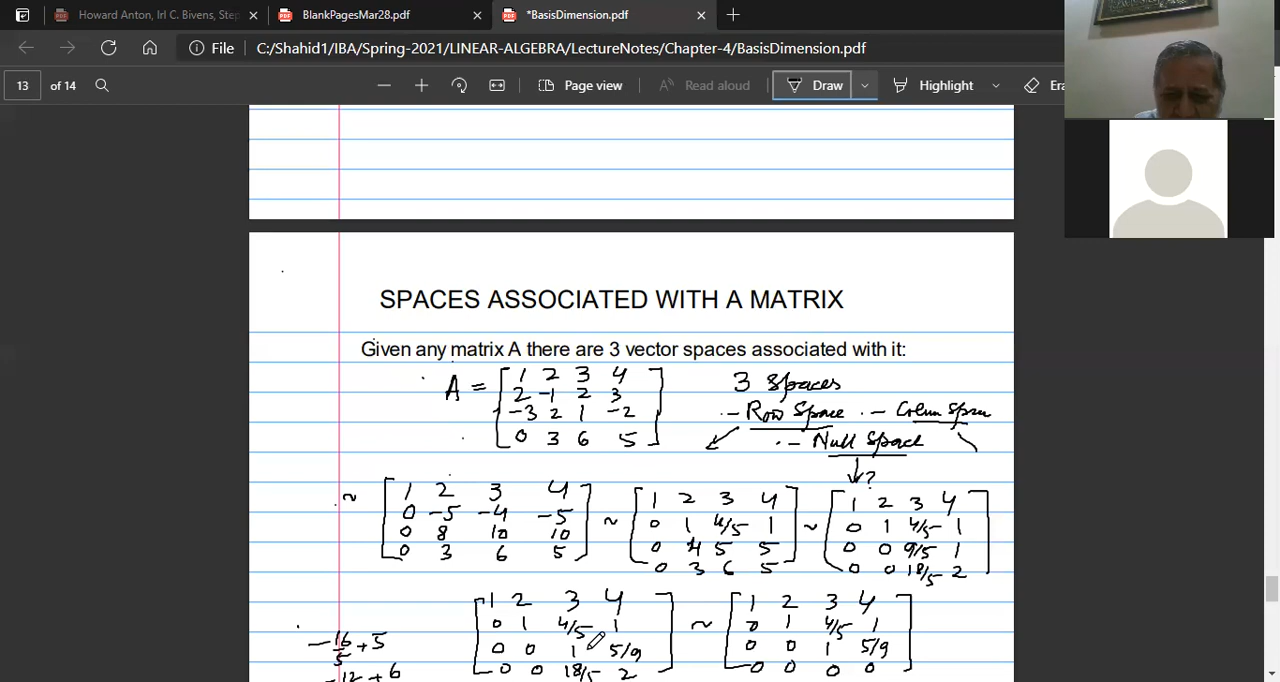 Howard Anton, Irl C. Bivens, Step
BlankPagesMar28.pdf
*BasisDimension.pdf
File C:/Shahid1/IBA/Spring-2021/LINEAR-ALGEBRA/LectureNotes/Chapter-4/BasisDimension.pdf
13 of 14 Page view Read aloud Draw Highlight Era
SPACES ASSOCIATED WITH A MATRIX
Given any matrix A there are 3 vector spaces associated with it:
A = [1 2 3 4
2 -1 2 3
-3 2 1 -2
0 3 6 5]
3 Spaces
- Row Space - Column Space
- Null Space
?
~ [1 2 3 4
0 -5 -4 -5
0 8 10 10
0 3 6 5]
~ [1 2 3 4
0 1 4/5 1
0 4 5 5
0 3 6 5]
~ [1 2 3 4
0 1 4/5 1
0 0 9/5 1
0 0 18/5 2]
[1 2 3 4
0 1 4/5 1
0 0 1 5/9
0 0 18/5 2]
~ [1 2 3 4
0 1 4/5 1
0 0 1 5/9
0 0 0 0]
-16/5 + 5
-12 + 6